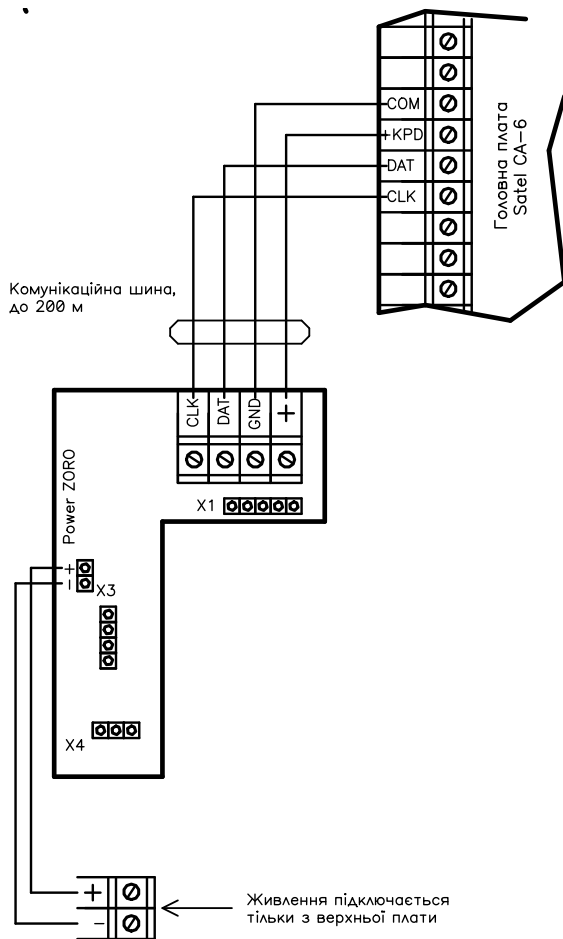 COM
+KPD
DAT
CLK
Головна плата
Satel CA-6
Комунікаційна шина,
до 200 м
CLK
DAT
GND
+
X1
Power ZORO
+
-
X3
X4
+
-
Живлення підключається
тільки з верхньої плати